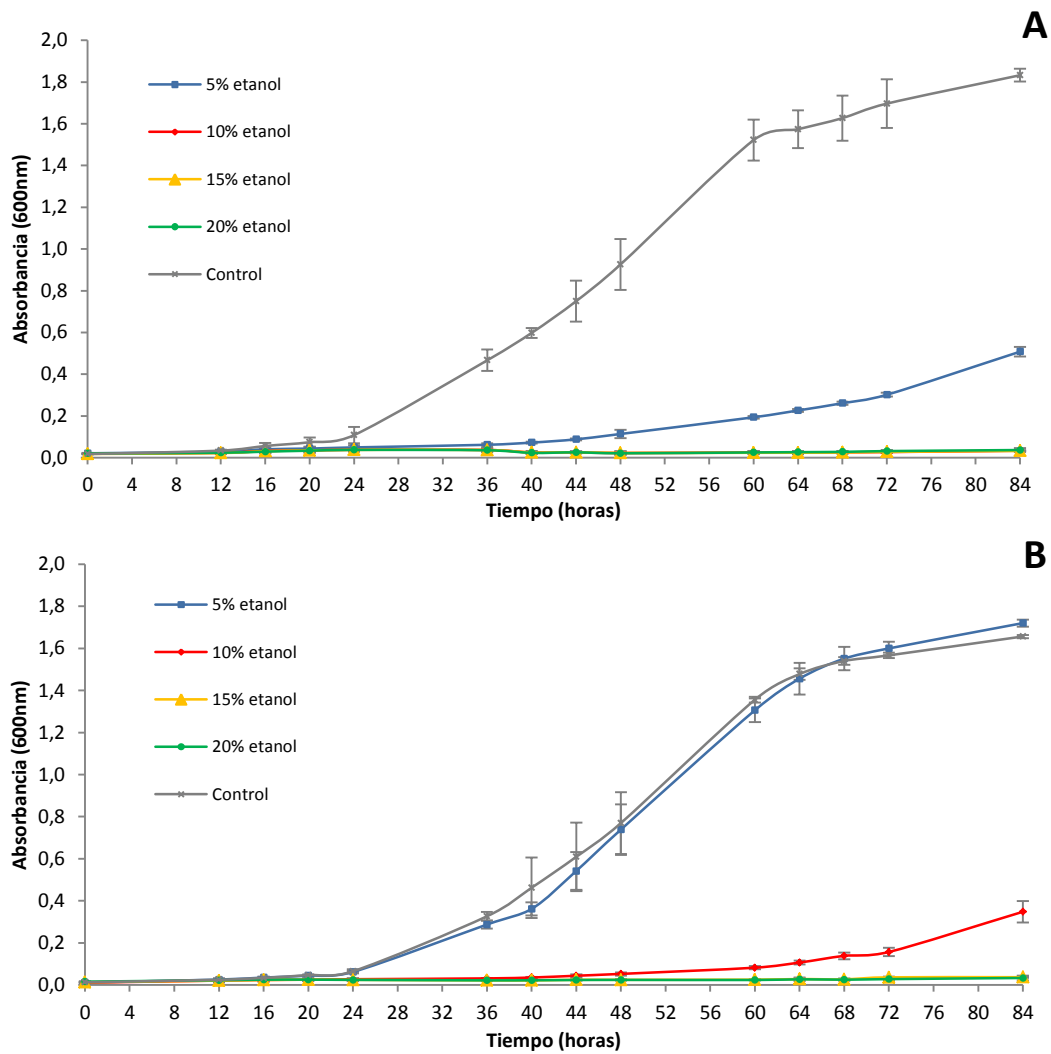 A
2,0
1,8
1,6
1,4
1,2
1,0
0,8
0,6
0,4
0,2
0,0
Absorbancia (600nm)
5% etanol
10% etanol
15% etanol
20% etanol
Control
0 4 8 12 16 20 24 28 32 36 40 44 48 52 56 60 64 68 72 76 80 84
Tiempo (horas)
B
2,0
1,8
1,6
1,4
1,2
1,0
0,8
0,6
0,4
0,2
0,0
Absorbancia (600nm)
5% etanol
10% etanol
15% etanol
20% etanol
Control
0 4 8 12 16 20 24 28 32 36 40 44 48 52 56 60 64 68 72 76 80 84
Tiempo (horas)